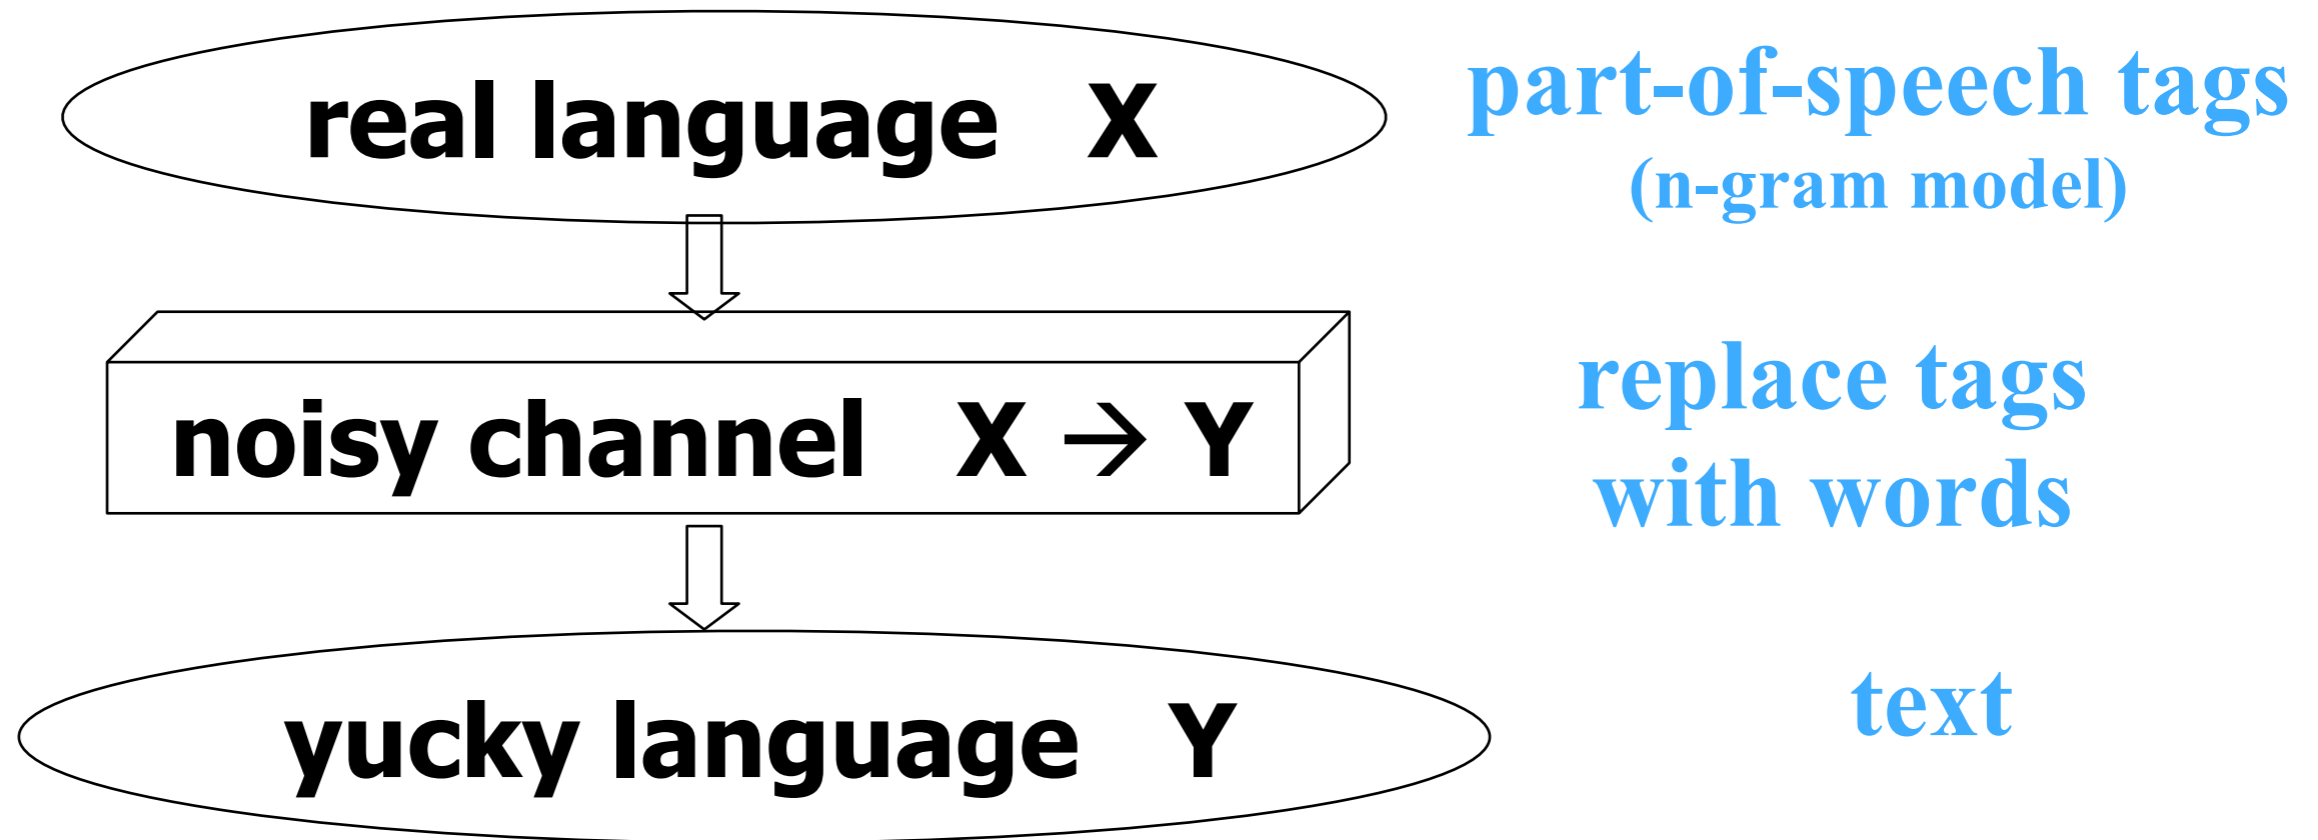 real language X
part-of-speech tags
(n-gram model)
noisy channel X → Y
replace tags
with words
yucky language Y
text